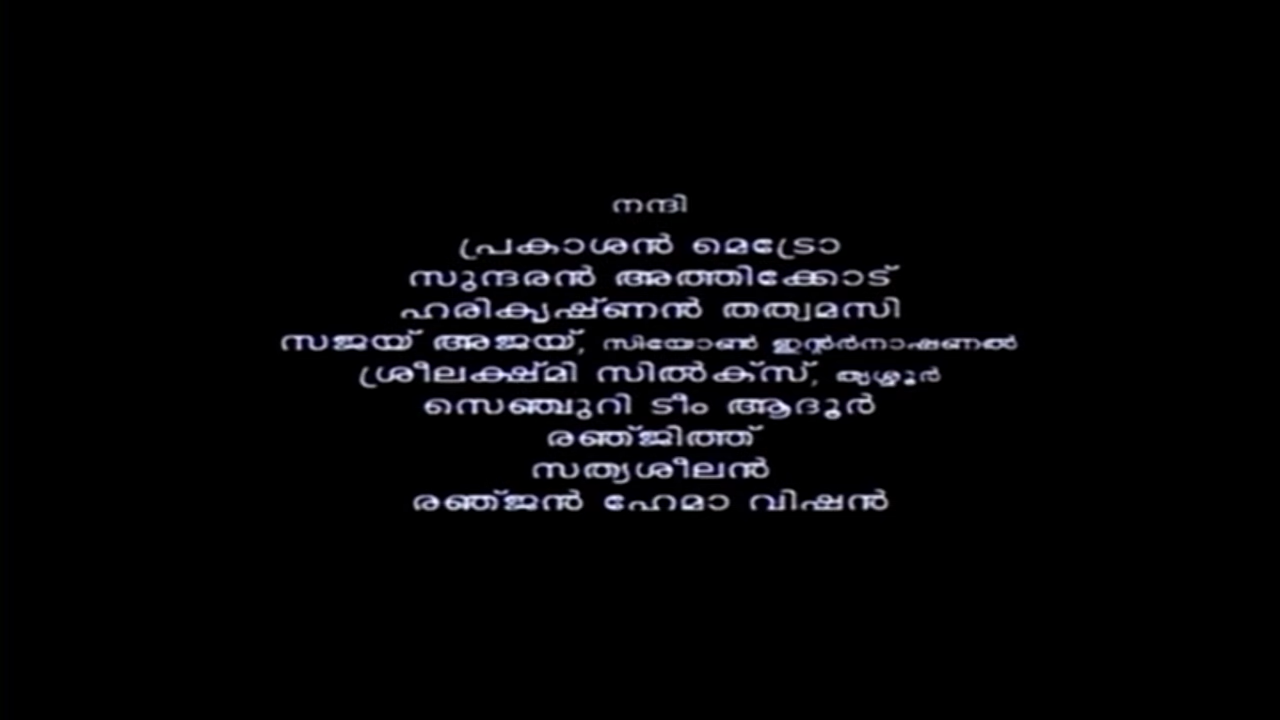 നന്ദി
പ്രകാശൻ മെട്രോ
സുന്ദരൻ അത്തിക്കോട്
ഹരികൃഷ്ണൻ തത്വമസി
സജയ് അജയ്, സിയോൺ ഇന്റർനാഷണൽ
ശ്രീലക്ഷ്മി സിൽക്സ്, തൃശ്ശൂർ
സെഞ്ചുറി ടീം ആദൂർ
രഞ്ജിത്ത്
സത്യശീലൻ
രഞ്ജൻ ഹേമാ വിഷൻ